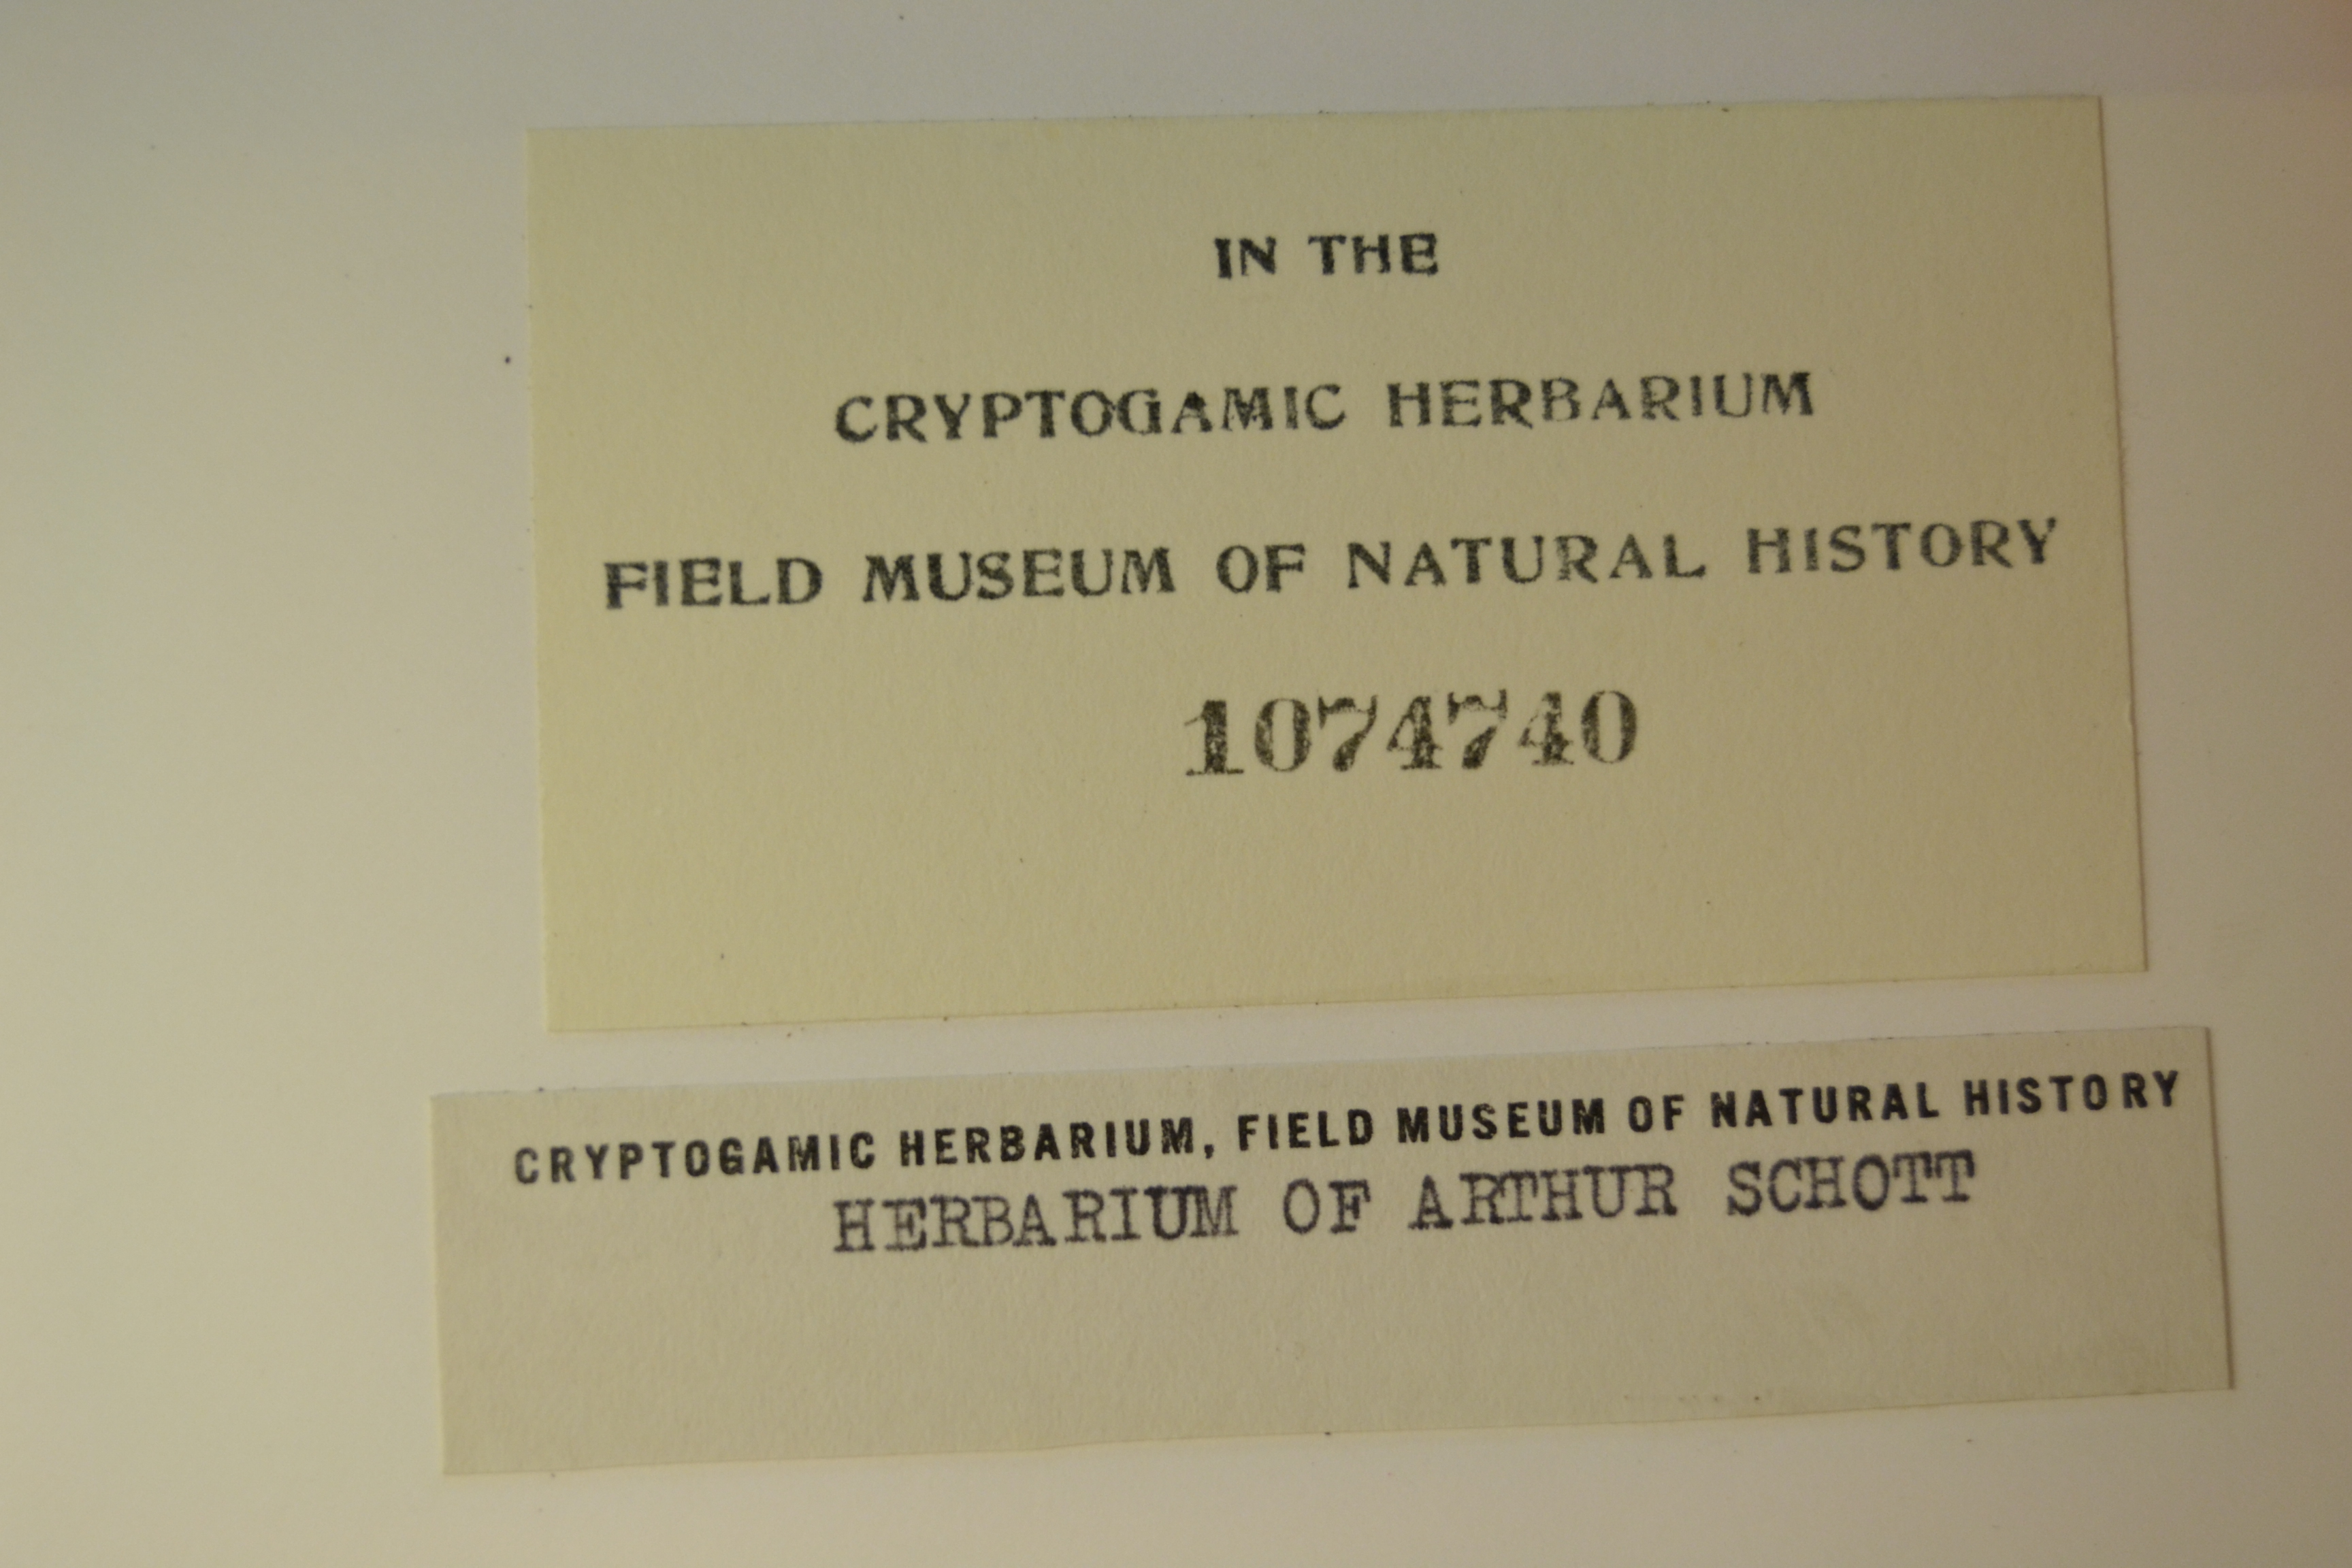 IN THE
CRYPTOGAMIC HERBARIUM
FIELD MUSEUM OF NATURAL HISTORY
1074740
CRYPTOGAMIC HERBARIUM, FIELD MUSEUM OF NATURAL HISTORY
HERBARIUM OF ARTHUR SCHOTT